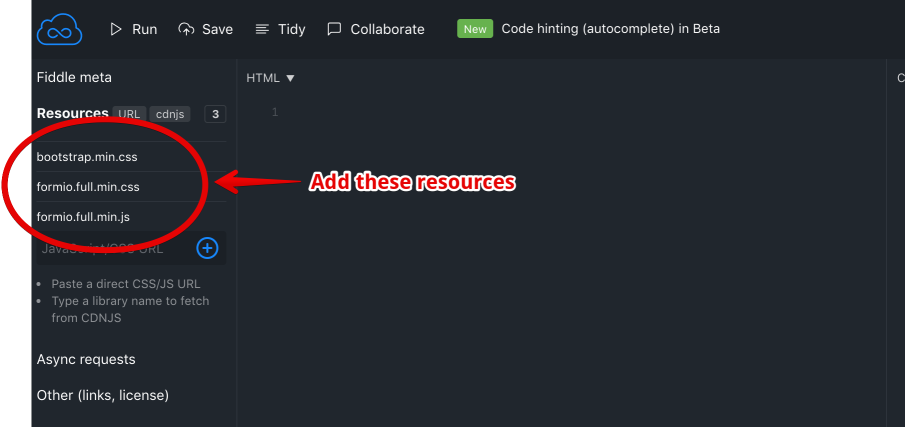 Run Save Tidy Collaborate New Code hinting (autocomplete) in Beta
Fiddle meta
Resources URL cdnjs 3
bootstrap.min.css
formio.full.min.css
formio.full.min.js
JavaScript/CSS URL
Paste a direct CSS/JS URL
Type a library name to fetch
from CDNJS
Async requests
Other (links, license)
HTML
1
Add these resources
C